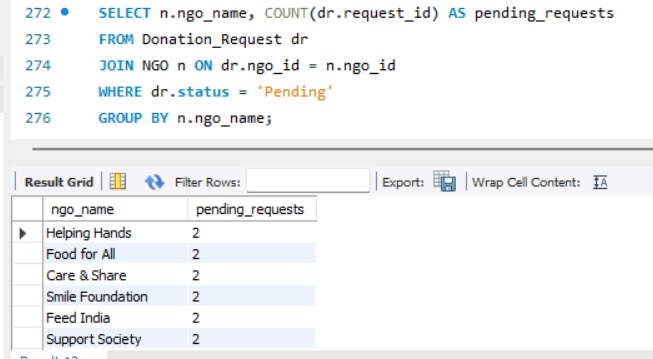 272 SELECT n.ngo_name, COUNT(dr.request_id) AS pending_requests
273 FROM Donation_Request dr
274 JOIN NGO n ON dr.ngo_id = n.ngo_id
275 WHERE dr.status = 'Pending'
276 GROUP BY n.ngo_name;
Result Grid Filter Rows: Export: Wrap Cell Content: IA
ngo_name pending_requests
Helping Hands 2
Food for All 2
Care & Share 2
Smile Foundation 2
Feed India 2
Support Society 2